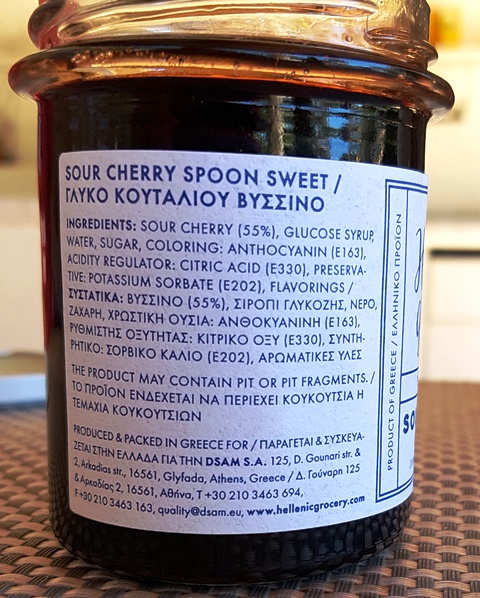 SOUR CHERRY SPOON SWEET /
ΓΛΥΚΟ ΚΟΥΤΑΛΙΟΥ ΒΥΣΣΙΝΟ
INGREDIENTS: SOUR CHERRY (55%), GLUCOSE SYRUP,
WATER, SUGAR, COLORING: ANTHOCYANIN (E163),
ACIDITY REGULATOR: CITRIC ACID (E330), PRESERVA-
TIVE: POTASSIUM SORBATE (E202), FLAVORINGS /
ΣΥΣΤΑΤΙΚΑ: ΒΥΣΣΙΝΟ (55%), ΣΙΡΟΠΙ ΓΛΥΚΟΖΗΣ, ΝΕΡΟ,
ΖΑΧΑΡΗ, ΧΡΩΣΤΙΚΗ ΟΥΣΙΑ: ΑΝΘΟΚΥΑΝΙΝΗ (E163),
ΡΥΘΜΙΣΤΗΣ ΟΞΥΤΗΤΑΣ: ΚΙΤΡΙΚΟ ΟΞΥ (E330), ΣΥΝΤΗ-
ΡΗΤΙΚΟ: ΣΟΡΒΙΚΟ ΚΑΛΙΟ (E202), ΑΡΩΜΑΤΙΚΕΣ ΥΛΕΣ
THE PRODUCT MAY CONTAIN PIT OR PIT FRAGMENTS. /
ΤΟ ΠΡΟΪΟΝ ΕΝΔΕΧΕΤΑΙ ΝΑ ΠΕΡΙΕΧΕΙ ΚΟΥΚΟΥΤΣΙΑ Η
ΤΕΜΑΧΙΑ ΚΟΥΚΟΥΤΣΙΩΝ
PRODUCED & PACKED IN GREECE FOR / ΠΑΡΑΓΕΤΑΙ & ΣΥΣΚΕΥΑ-
ΖΕΤΑΙ ΣΤΗΝ ΕΛΛΑΔΑ ΓΙΑ ΤΗΝ DSAM S.A. 125, D. Gounari str. &
2, Arkadias str., 16561, Glyfada, Athens, Greece / Δ. Γούναρη 125
& Αρκαδίας 2, 16561, Αθήνα, T +30 210 3463 694,
F +30 210 3463 163, quality@dsam.eu, www.hellenicgrocery.com
PRODUCT OF GREECE / ΕΛΛΗΝΙΚΟ ΠΡΟΪΟΝ